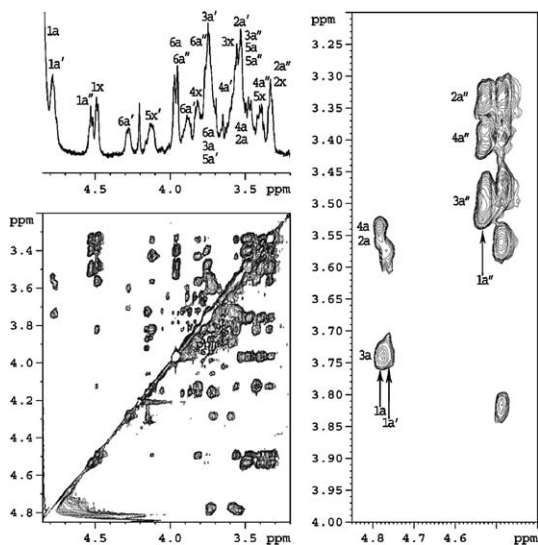 3a' 2a'
1a 6a 6a" 3x 3a"
5a
5a"
1a' 6a" 2a"
1x 4x 4a' 4a" 2x
1a" 6a' 5x' 6a' 5x
6a 4a
3a 2a
5a'
4.5 4.0 3.5 ppm
ppm
3.4
3.6
3.8
4.0
4.2
4.4
4.6
4.8
4.5 4.0 3.5 ppm
ppm
3.20
3.25
3.30
2a"
3.35
4a"
3.40
3.45
3a"
3.50
4a
3.55
2a
1a"
3.60
3.65
3.70
3a
3.75
1a
3.80
1a'
3.85
3.90
3.95
4.00
4.8 4.7 4.6 ppm